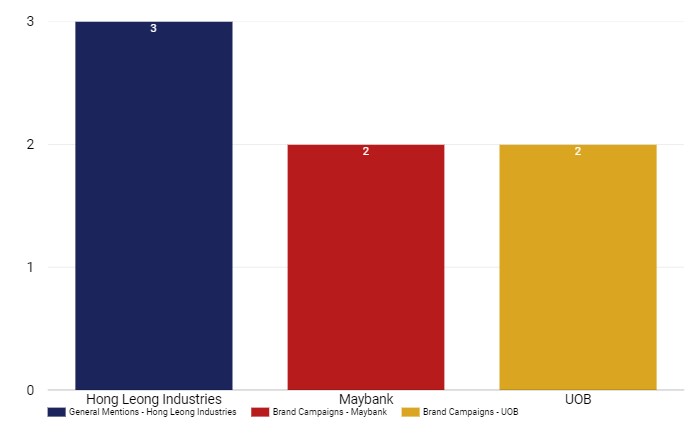 3
3
2
2
2
1
0
Hong Leong Industries
Maybank
UOB
General Mentions - Hong Leong Industries
Brand Campaigns - Maybank
Brand Campaigns - UOB